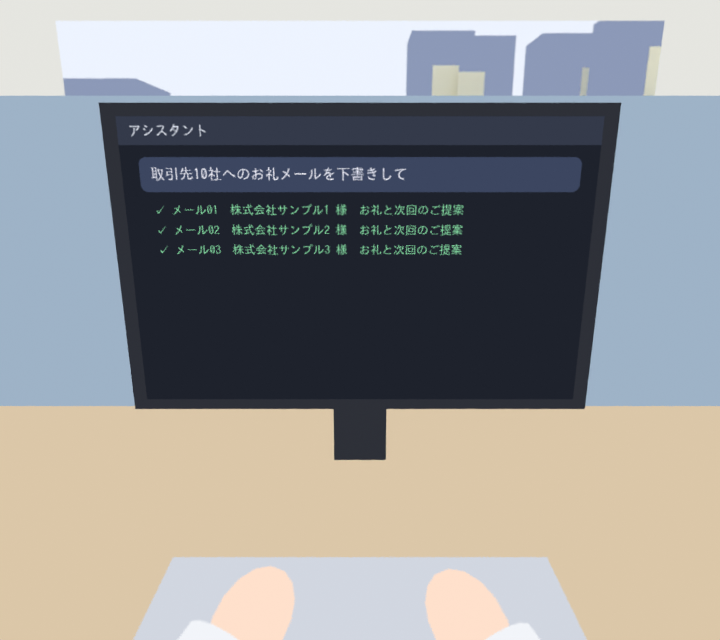 アシスタント
取引先10社へのお礼メールを下書きして
✓ メール01 株式会社サンプル1 様 お礼と次回のご提案
✓ メール02 株式会社サンプル2 様 お礼と次回のご提案
✓ メール03 株式会社サンプル3 様 お礼と次回のご提案